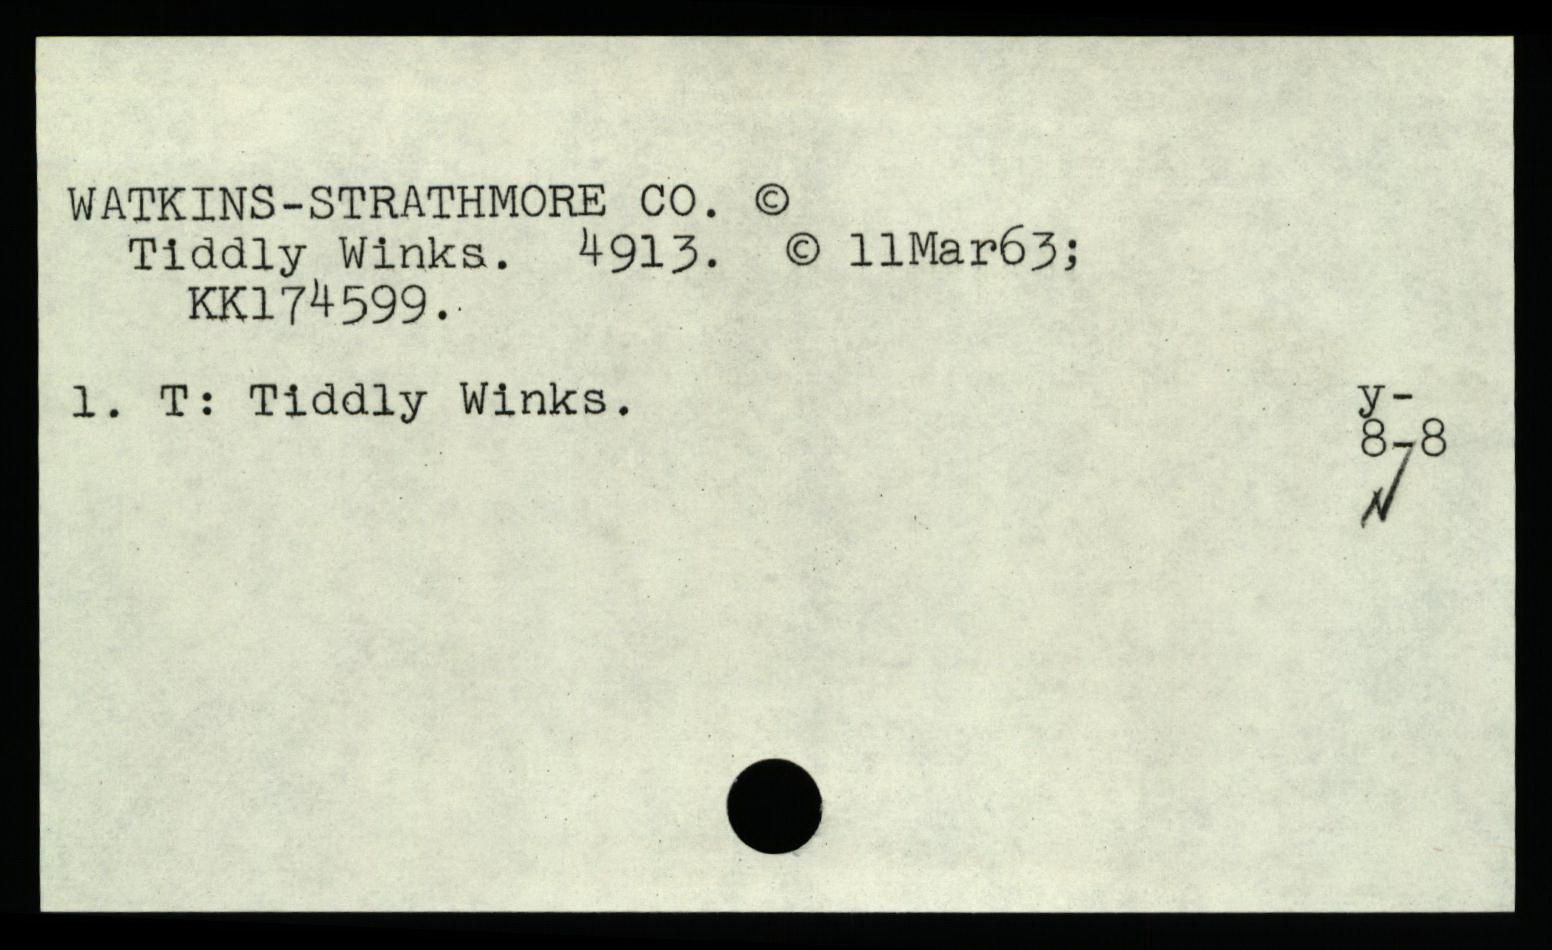 WATKINS-STRATHMORE CO. ©
Tiddly Winks. 4913. © 11Mar63;
KK174599.
1. T: Tiddly Winks.
y-
8-8
N